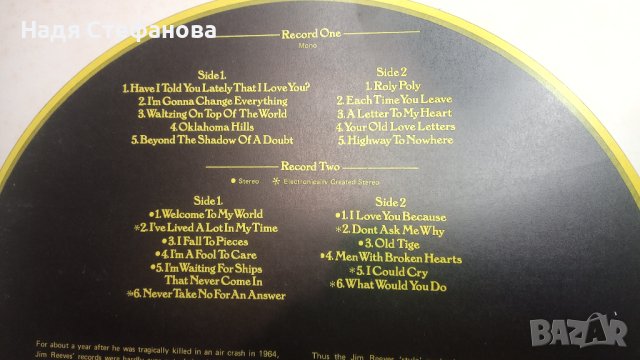 Надя Стефанова
Record One
Mono
Side 1.
1. Have I Told You Lately That I Love You?
2. I'm Gonna Change Everything
3. Waltzing On Top Of The World
4. Oklahoma Hills
5. Beyond The Shadow Of A Doubt
Side 2
1. Roly Poly
2. Each Time You Leave
3. A Letter To My Heart
4. Your Old Love Letters
5. Highway To Nowhere
Record Two
● Stereo ※ Electronically Created Stereo
Side 1.
●1. Welcome To My World
※2. I've Lived A Lot In My Time
●3. I Fall To Pieces
●4. I'm A Fool To Care
●5. I'm Waiting For Ships
That Never Come In
※6. Never Take No For An Answer
Side 2
●1. I Love You Because
※2. Dont Ask Me Why
●3. Old Tige
●4. Men With Broken Hearts
●5. I Could Cry
※6. What Would You Do
For about a year after he was tragically killed in an air crash in 1964,
Jim Reeves' records were hardly
Thus the Jim Reeves 'style'
BAZAR
.bg